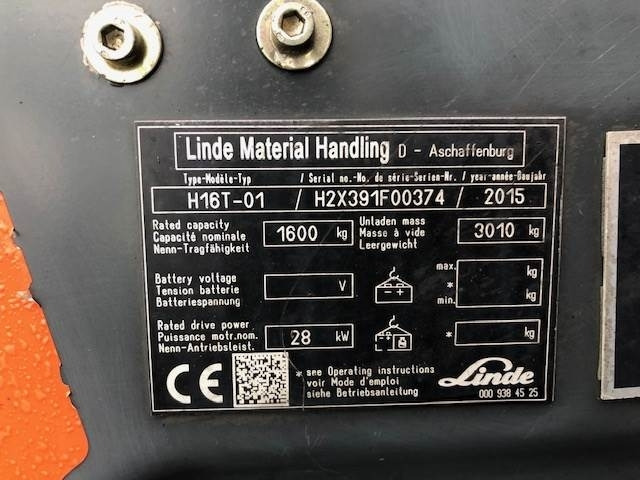 Linde Material Handling D - Aschaffenburg
Type-Modèle-Typ / Serial no.-No. de série-Serien-Nr. / year-année-Baujahr
H16T-01 / H2X391F00374 / 2015
Rated capacity
Capacité nominale
Nenn-Tragfähigkeit
1600 kg
Unladen mass
Masse à vide
Leergewicht
3010 kg
Battery voltage
Tension batterie
Batteriespannung
V
- +
max.
*
min.
kg
kg
Rated drive power
Puissance motr.nom.
Nenn-Antriebsleist.
28 kW
- +
* kg
CE
* see Operating instructions
voir Mode d'emploi
siehe Betriebsanleitung
Linde
000 938 45 25